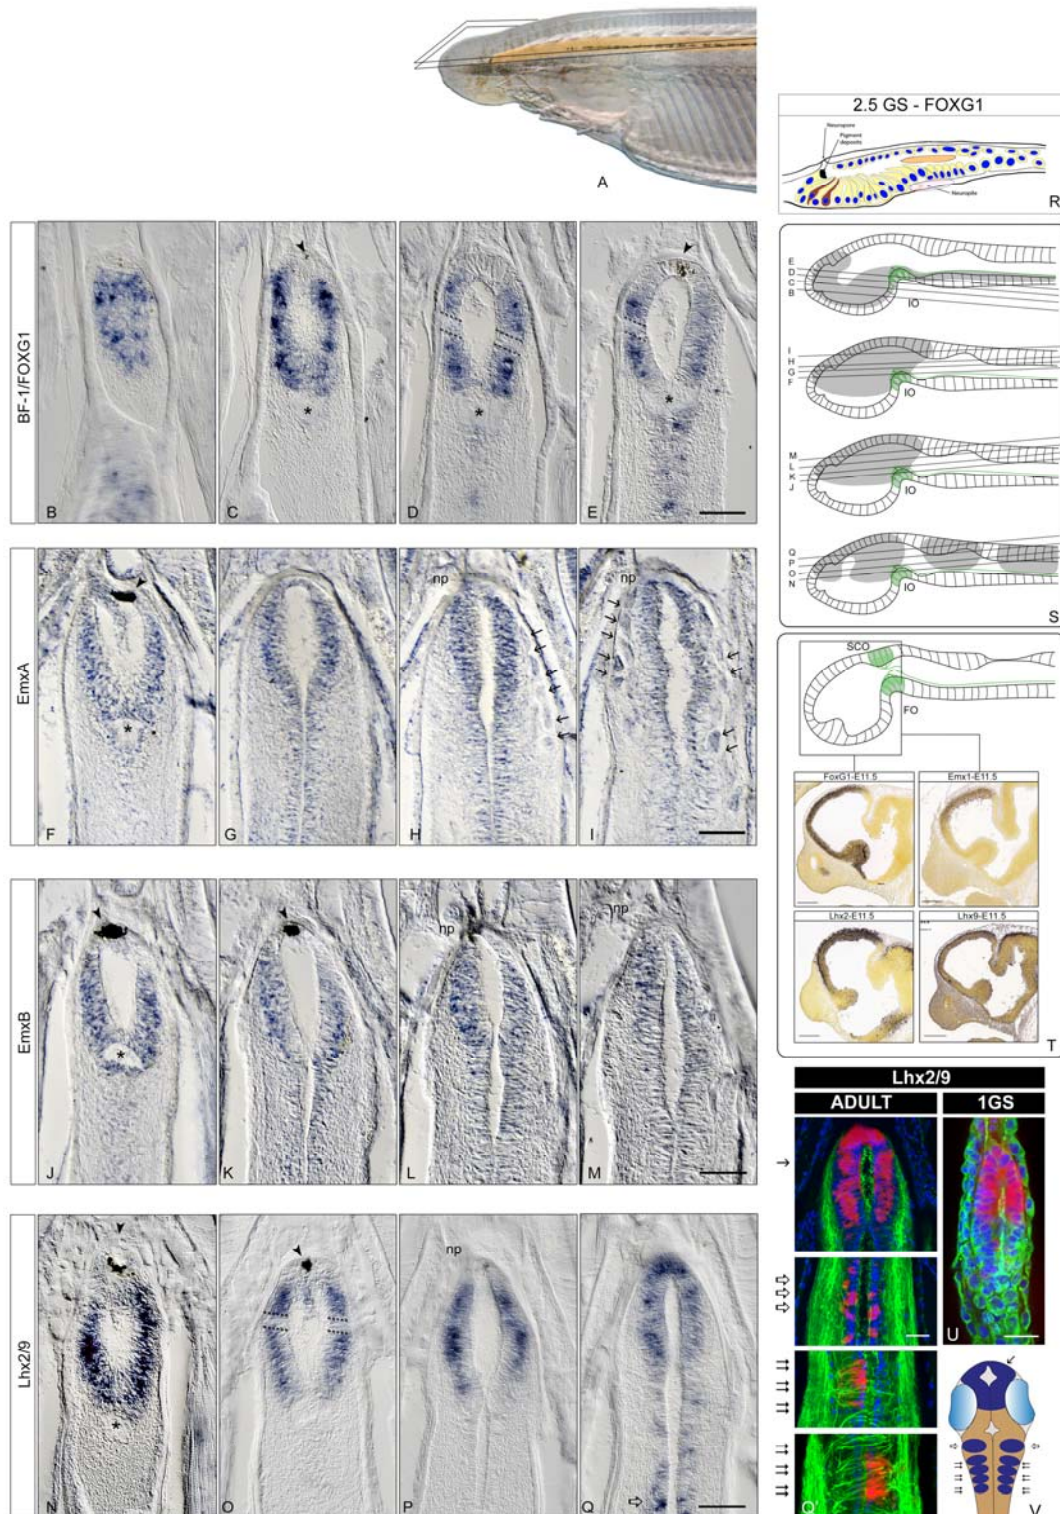 A
2.5 GS - FOXG1
Neuropore
Pigment
deposits
Neuropile
R
BF-1/FOXG1
B
C
*
D
*
E
*
E
D
C
B
IO
I
H
G
F
IO
M
L
K
J
IO
Q
P
O
N
IO
S
EmxA
F
*
G
np
H
np
I
SCO
FO
FoxG1-E11.5
Emx1-E11.5
Lhx2-E11.5
Lhx9-E11.5
T
EmxB
J
*
K
np
L
np
M
Lhx2/9
N
*
O
np
P
Q
Lhx2/9
ADULT
1GS
U
Q'
V